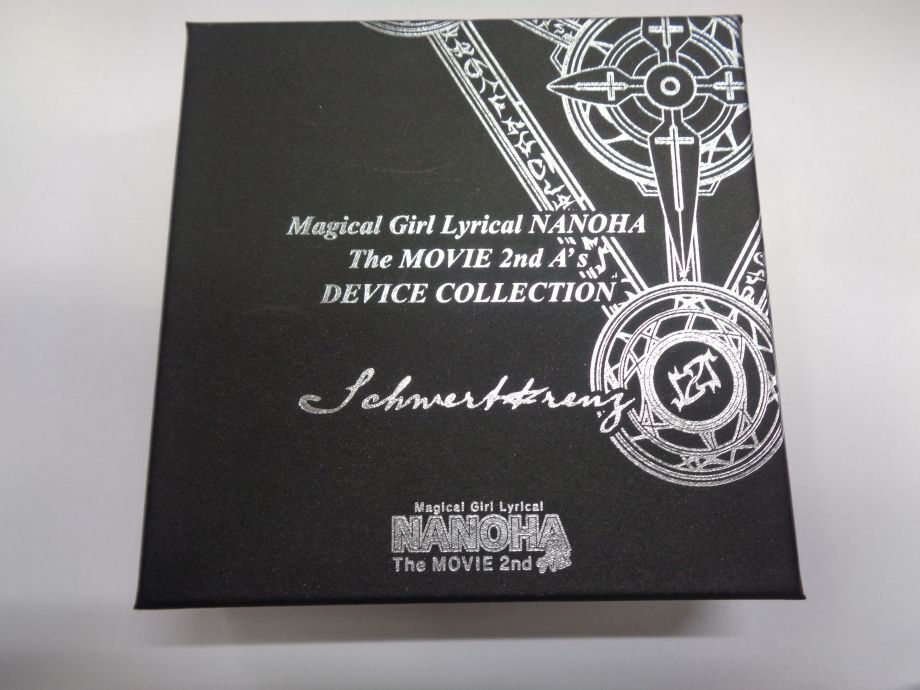 Magical Girl Lyrical NANOHA
The MOVIE 2nd A's
DEVICE COLLECTION
Schwertkreuz
Magical Girl Lyrical
NANOHA
The MOVIE 2nd